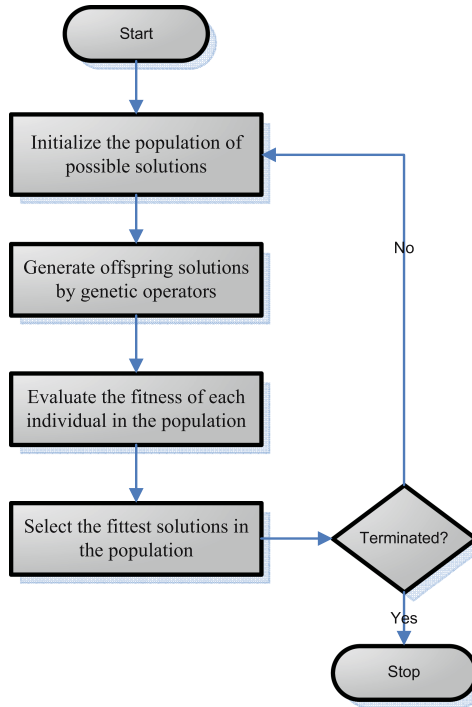 Start
Initialize the population of
possible solutions
No
Generate offspring solutions
by genetic operators
Evaluate the fitness of each
individual in the population
Select the fittest solutions in
the population
Terminated?
Yes
Stop